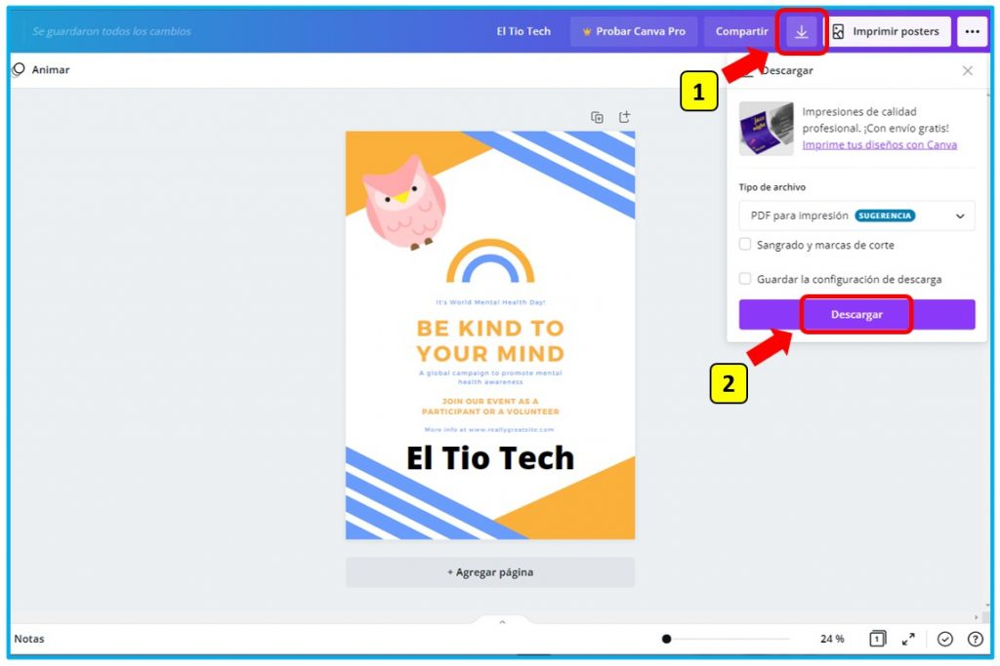 Se guardaron todos los cambios
El Tio Tech
Probar Canva Pro
Compartir
Imprimir posters
Animar
1
Descargar
Impresiones de calidad
profesional. ¡Con envío gratis!
Imprime tus diseños con Canva
jazz
night
Tipo de archivo
PDF para impresión SUGERENCIA
Sangrado y marcas de corte
Guardar la configuración de descarga
Descargar
2
It's World Mental Health Day!
BE KIND TO
YOUR MIND
A global campaign to promote mental
health awareness
JOIN OUR EVENT AS A
PARTICIPANT OR A VOLUNTEER
More info at www.reallygreatsite.com
El Tio Tech
+ Agregar página
Notas
24 %
1
?